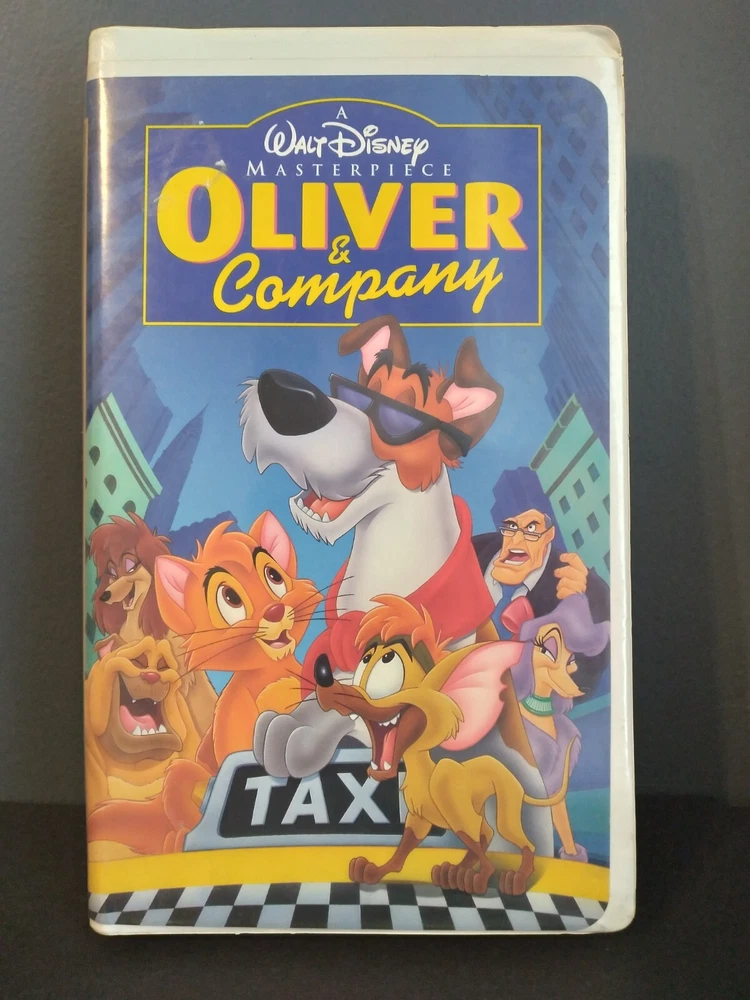 A
WALT DISNEY
MASTERPIECE
OLIVER
&
Company
TAXI